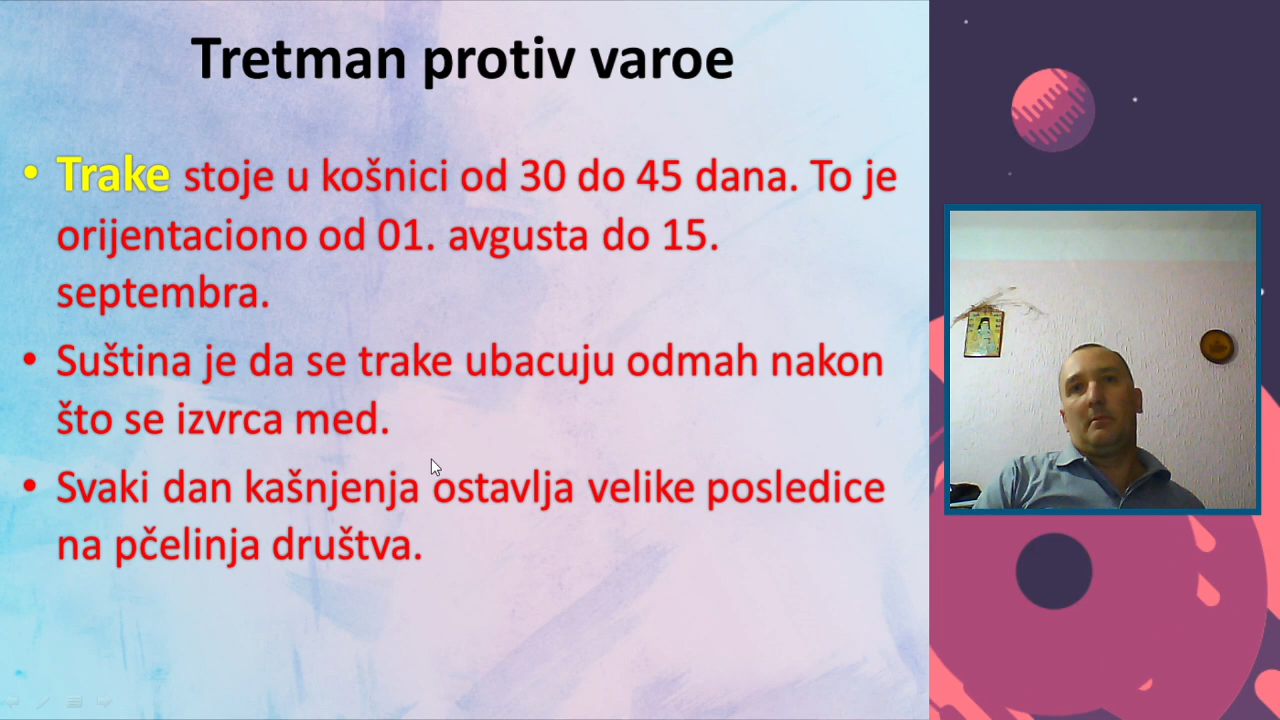 Tretman protiv varoe
• Trake stoje u košnici od 30 do 45 dana. To je
orijentaciono od 01. avgusta do 15.
septembra.
• Suština je da se trake ubacuju odmah nakon
što se izvrca med.
• Svaki dan kašnjenja ostavlja velike posledice
na pčelinja društva.